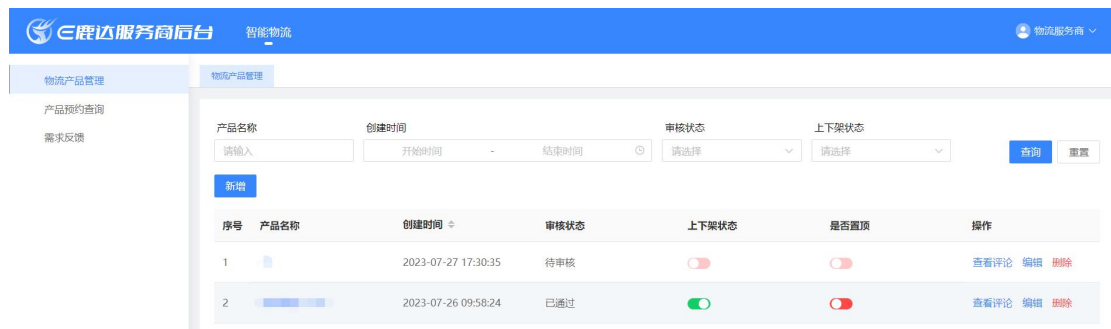 E鹿达服务商后台 智能物流 物流服务商
物流产品管理
产品预约查询
需求反馈
物流产品管理
产品名称 创建时间 审核状态 上下架状态
请输入 开始时间 - 结束时间 请选择 请选择 查询 重置
新增
序号 产品名称 创建时间 审核状态 上下架状态 是否置顶 操作
1 2023-07-27 17:30:35 待审核 查看评论 编辑 删除
2 2023-07-26 09:58:24 已通过 查看评论 编辑 删除